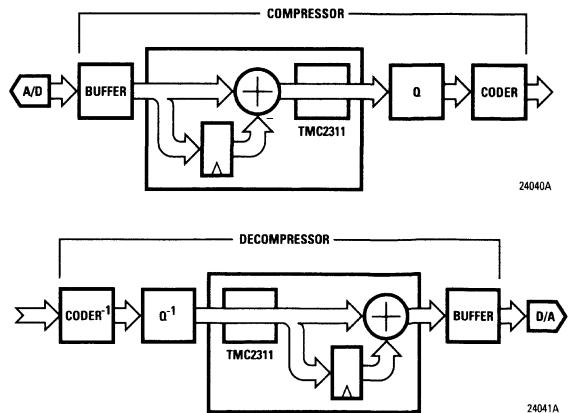 COMPRESSOR
A/D
BUFFER
+
-
TMC2311
Q
CODER
24040A
DECOMPRESSOR
CODER-1
Q-1
TMC2311
+
BUFFER
D/A
24041A